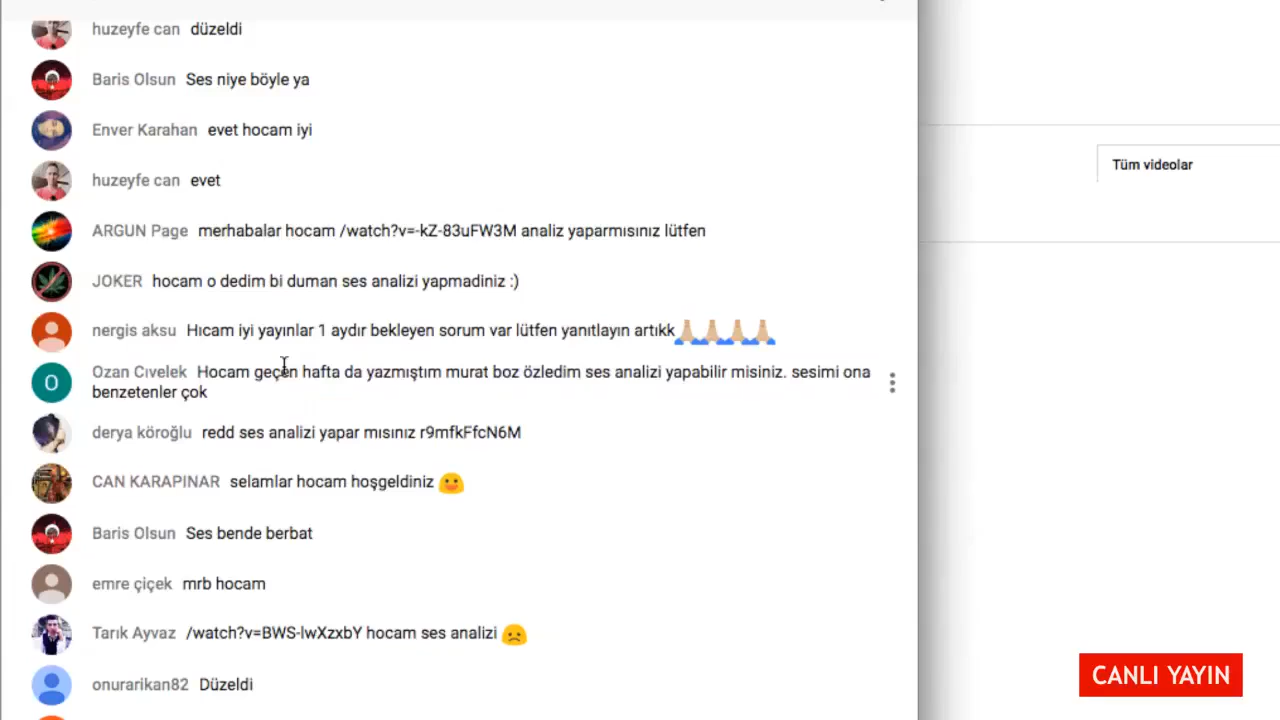 huzeyfe can düzeldi
Baris Olsun Ses niye böyle ya
Enver Karahan evet hocam iyi
Tüm videolar
huzeyfe can evet
ARGUN Page merhabalar hocam /watch?v=-kZ-83uFW3M analiz yaparmısınız lütfen
JOKER hocam o dedim bi duman ses analizi yapmadiniz :)
nergis aksu Hıcam iyi yayınlar 1 aydır bekleyen sorum var lütfen yanıtlayın artıkk🙏🏼🙏🏼🙏🏼🙏🏼
O
Ozan Cıvelek Hocam geçen hafta da yazmıştım murat boz özledim ses analizi yapabilir misiniz. sesimi ona
benzetenler çok
derya köroğlu redd ses analizi yapar mısınız r9mfkFfcN6M
CAN KARAPINAR selamlar hocam hoşgeldiniz 😀
Baris Olsun Ses bende berbat
emre çiçek mrb hocam
Tarık Ayvaz /watch?v=BWS-lwXzxbY hocam ses analizi ☹️
onurarikan82 Düzeldi
CANLI YAYIN